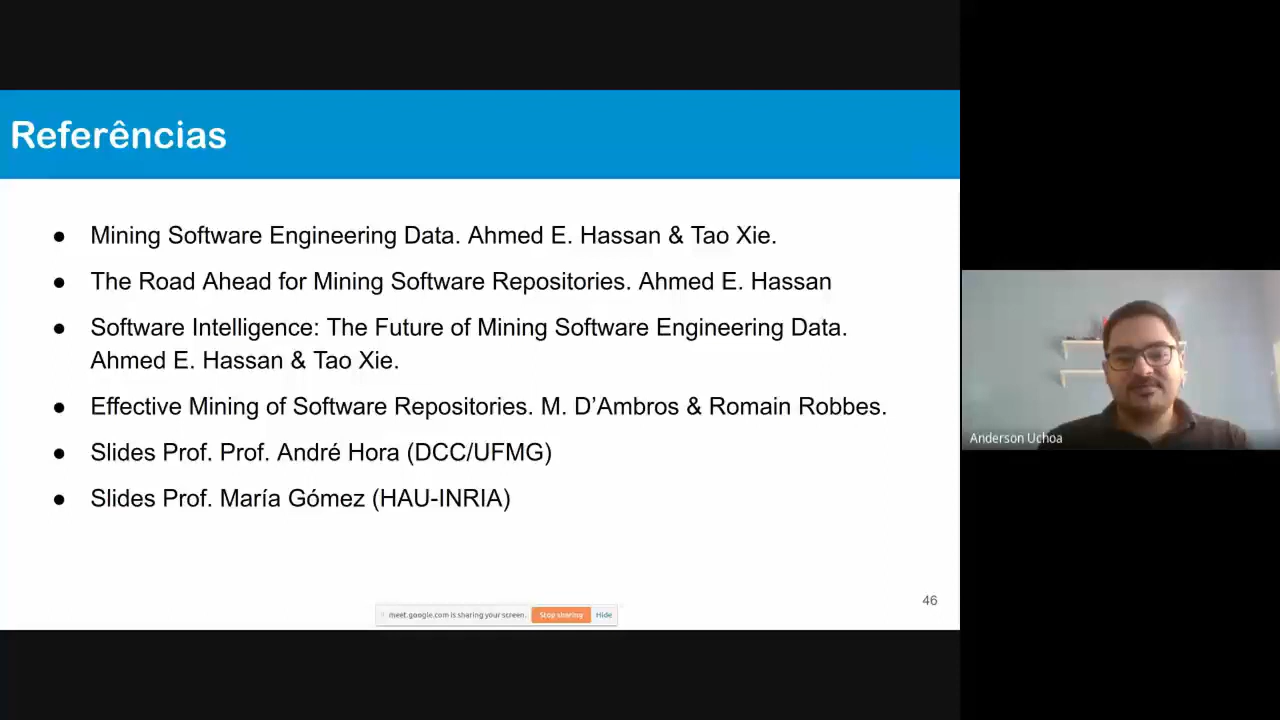 Referências
● Mining Software Engineering Data. Ahmed E. Hassan & Tao Xie.
● The Road Ahead for Mining Software Repositories. Ahmed E. Hassan
● Software Intelligence: The Future of Mining Software Engineering Data.
Ahmed E. Hassan & Tao Xie.
● Effective Mining of Software Repositories. M. D’Ambros & Romain Robbes.
● Slides Prof. Prof. André Hora (DCC/UFMG)
● Slides Prof. María Gómez (HAU-INRIA)
46
meet.google.com is sharing your screen. Stop sharing Hide
Anderson Uchoa